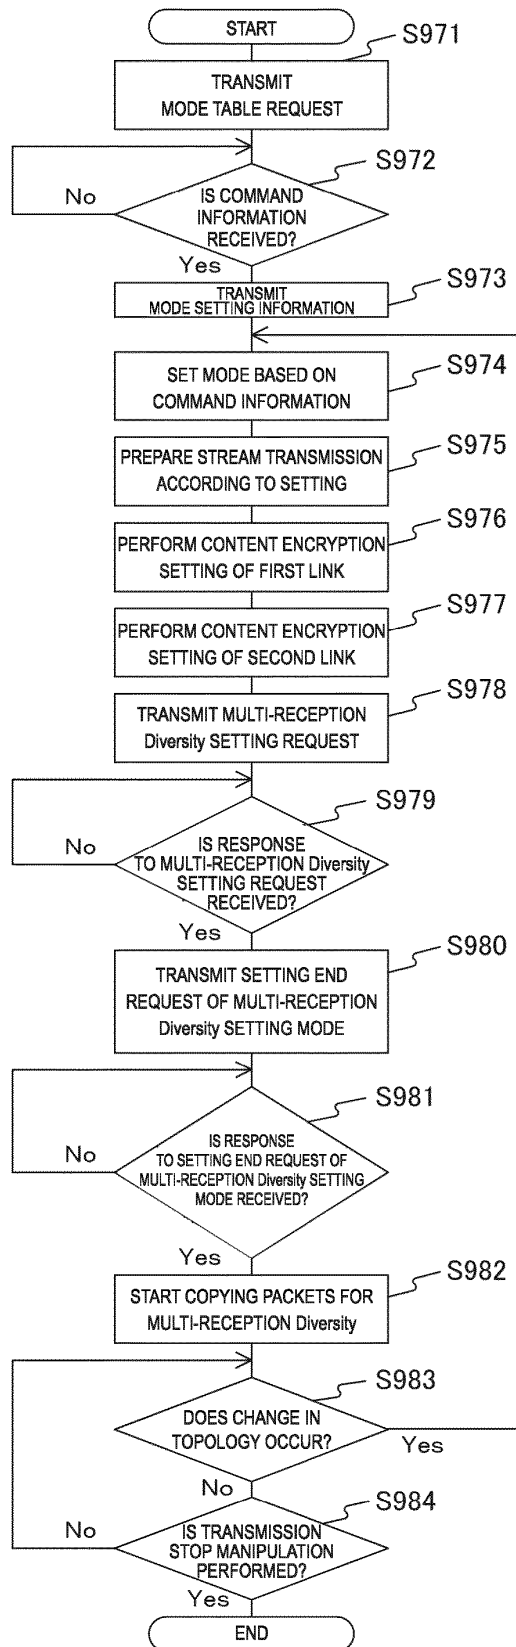 START
S971
TRANSMIT
MODE TABLE REQUEST
S972
IS COMMAND
INFORMATION
RECEIVED?
No
Yes
S973
TRANSMIT
MODE SETTING INFORMATION
S974
SET MODE BASED ON
COMMAND INFORMATION
S975
PREPARE STREAM TRANSMISSION
ACCORDING TO SETTING
S976
PERFORM CONTENT ENCRYPTION
SETTING OF FIRST LINK
S977
PERFORM CONTENT ENCRYPTION
SETTING OF SECOND LINK
S978
TRANSMIT MULTI-RECEPTION
Diversity SETTING REQUEST
S979
IS RESPONSE
TO MULTI-RECEPTION Diversity
SETTING REQUEST
RECEIVED?
No
Yes
S980
TRANSMIT SETTING END
REQUEST OF MULTI-RECEPTION
Diversity SETTING MODE
S981
IS RESPONSE
TO SETTING END REQUEST OF
MULTI-RECEPTION Diversity SETTING
MODE RECEIVED?
No
Yes
S982
START COPYING PACKETS FOR
MULTI-RECEPTION Diversity
S983
DOES CHANGE IN
TOPOLOGY OCCUR?
Yes
No
S984
IS TRANSMISSION
STOP MANIPULATION
PERFORMED?
No
Yes
END